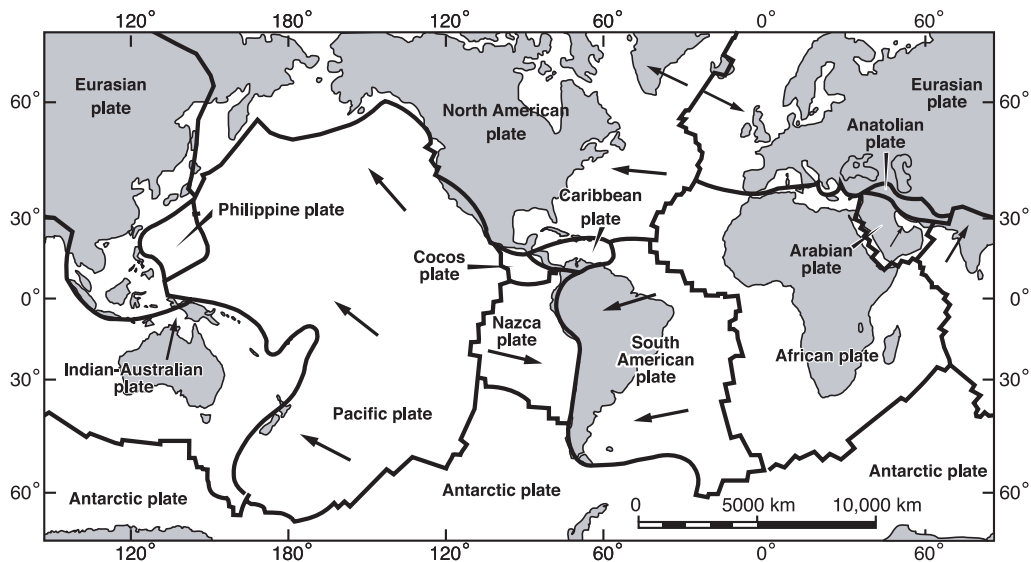 120°
180°
120°
60°
0°
60°
Eurasian
plate
North American
plate
Eurasian
plate
60°
60°
Anatolian
plate
Caribbean
plate
30°
30°
Philippine plate
Cocos
plate
Arabian
plate
0°
0°
Nazca
plate
South
American
plate
African plate
Indian-Australian
plate
30°
30°
Pacific plate
Antarctic plate
Antarctic plate
Antarctic plate
60°
60°
0
5000 km
10,000 km
120°
180°
120°
60°
0°
60°